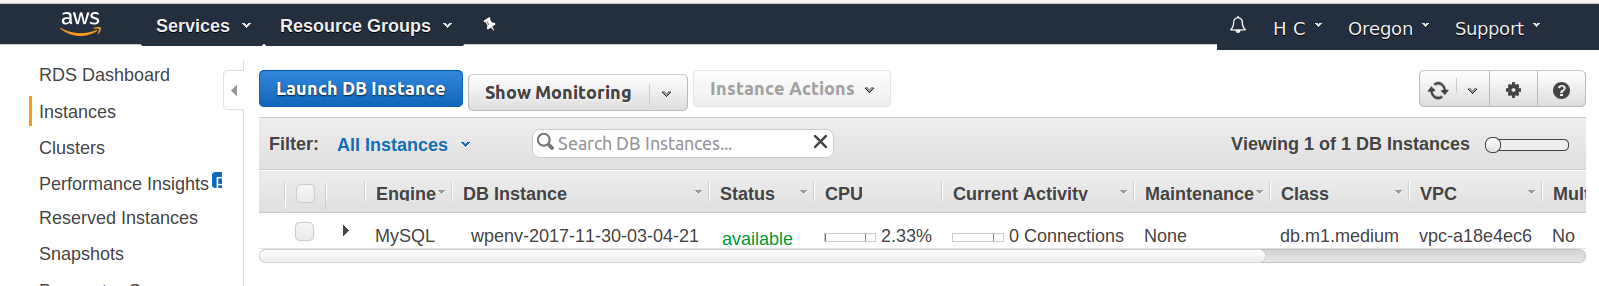 aws Services Resource Groups H C Oregon Support
RDS Dashboard
Instances
Clusters
Performance Insights
Reserved Instances
Snapshots
Launch DB Instance Show Monitoring Instance Actions
Filter: All Instances Search DB Instances... Viewing 1 of 1 DB Instances
Engine DB Instance Status CPU Current Activity Maintenance Class VPC Mul
MySQL wpenv-2017-11-30-03-04-21 available 2.33% 0 Connections None db.m1.medium vpc-a18e4ec6 No